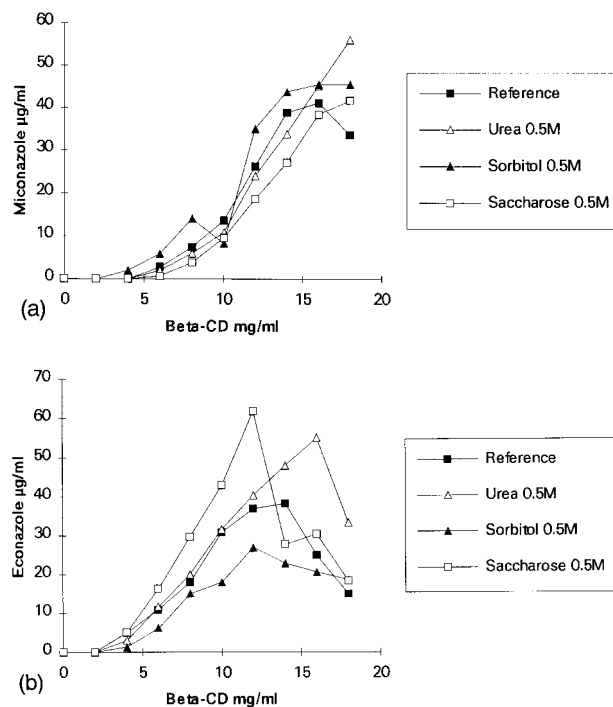 60
50
40
30
20
10
0
Miconazole µg/ml
0 5 10 15 20
Beta-CD mg/ml
(a)
Reference
Urea 0.5M
Sorbitol 0.5M
Saccharose 0.5M
70
60
50
40
30
20
10
0
Econazole µg/ml
0 5 10 15 20
Beta-CD mg/ml
(b)
Reference
Urea 0.5M
Sorbitol 0.5M
Saccharose 0.5M